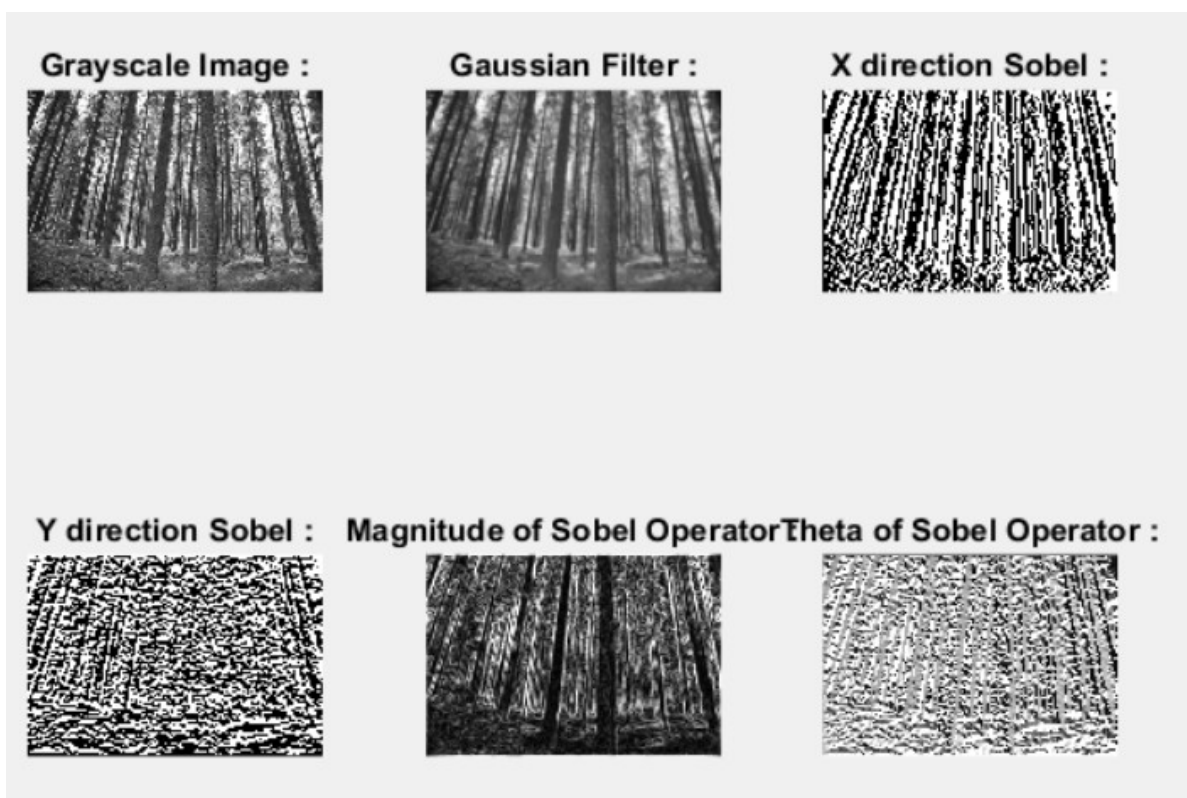 Grayscale Image :
Gaussian Filter :
X direction Sobel :
Y direction Sobel :
Magnitude of Sobel Operator
Theta of Sobel Operator :